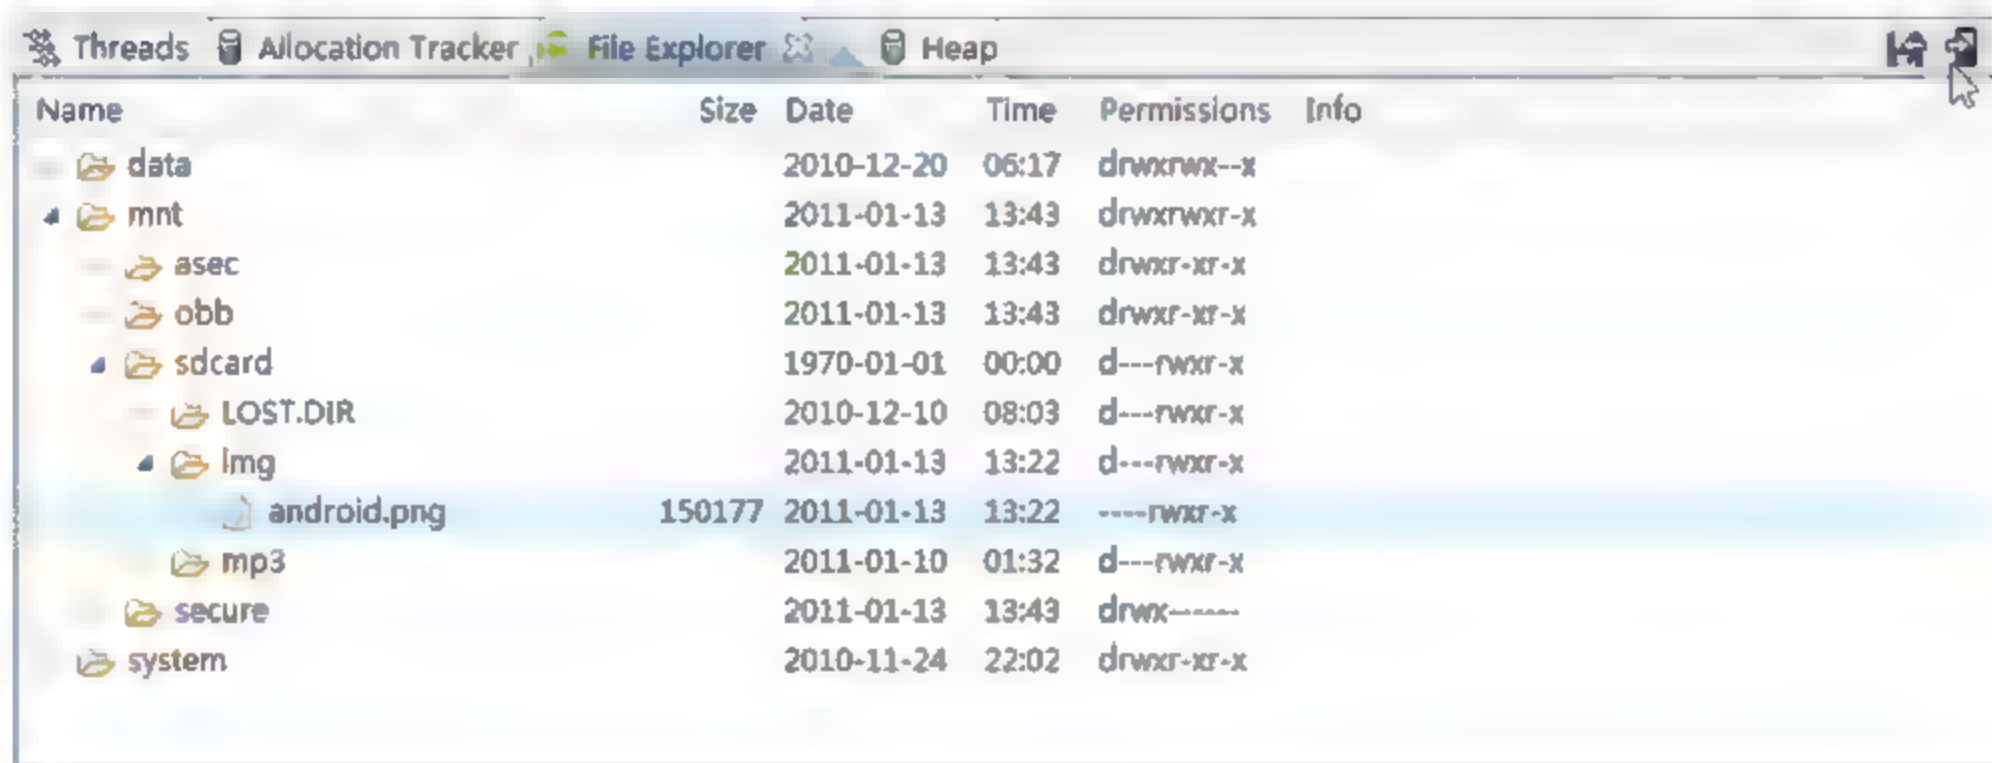 Threads Allocation Tracker File Explorer Heap
Name Size Date Time Permissions Info
data 2010-12-20 06:17 drwxrwx--x
mnt 2011-01-13 13:43 drwxrwxr-x
asec 2011-01-13 13:43 drwxr-xr-x
obb 2011-01-13 13:43 drwxr-xr-x
sdcard 1970-01-01 00:00 d---rwxr-x
LOST.DIR 2010-12-10 08:03 d---rwxr-x
img 2011-01-13 13:22 d---rwxr-x
android.png 150177 2011-01-13 13:22 ----rwxr-x
mp3 2011-01-10 01:32 d---rwxr-x
secure 2011-01-13 13:43 drwx------
system 2010-11-24 22:02 drwxr-xr-x